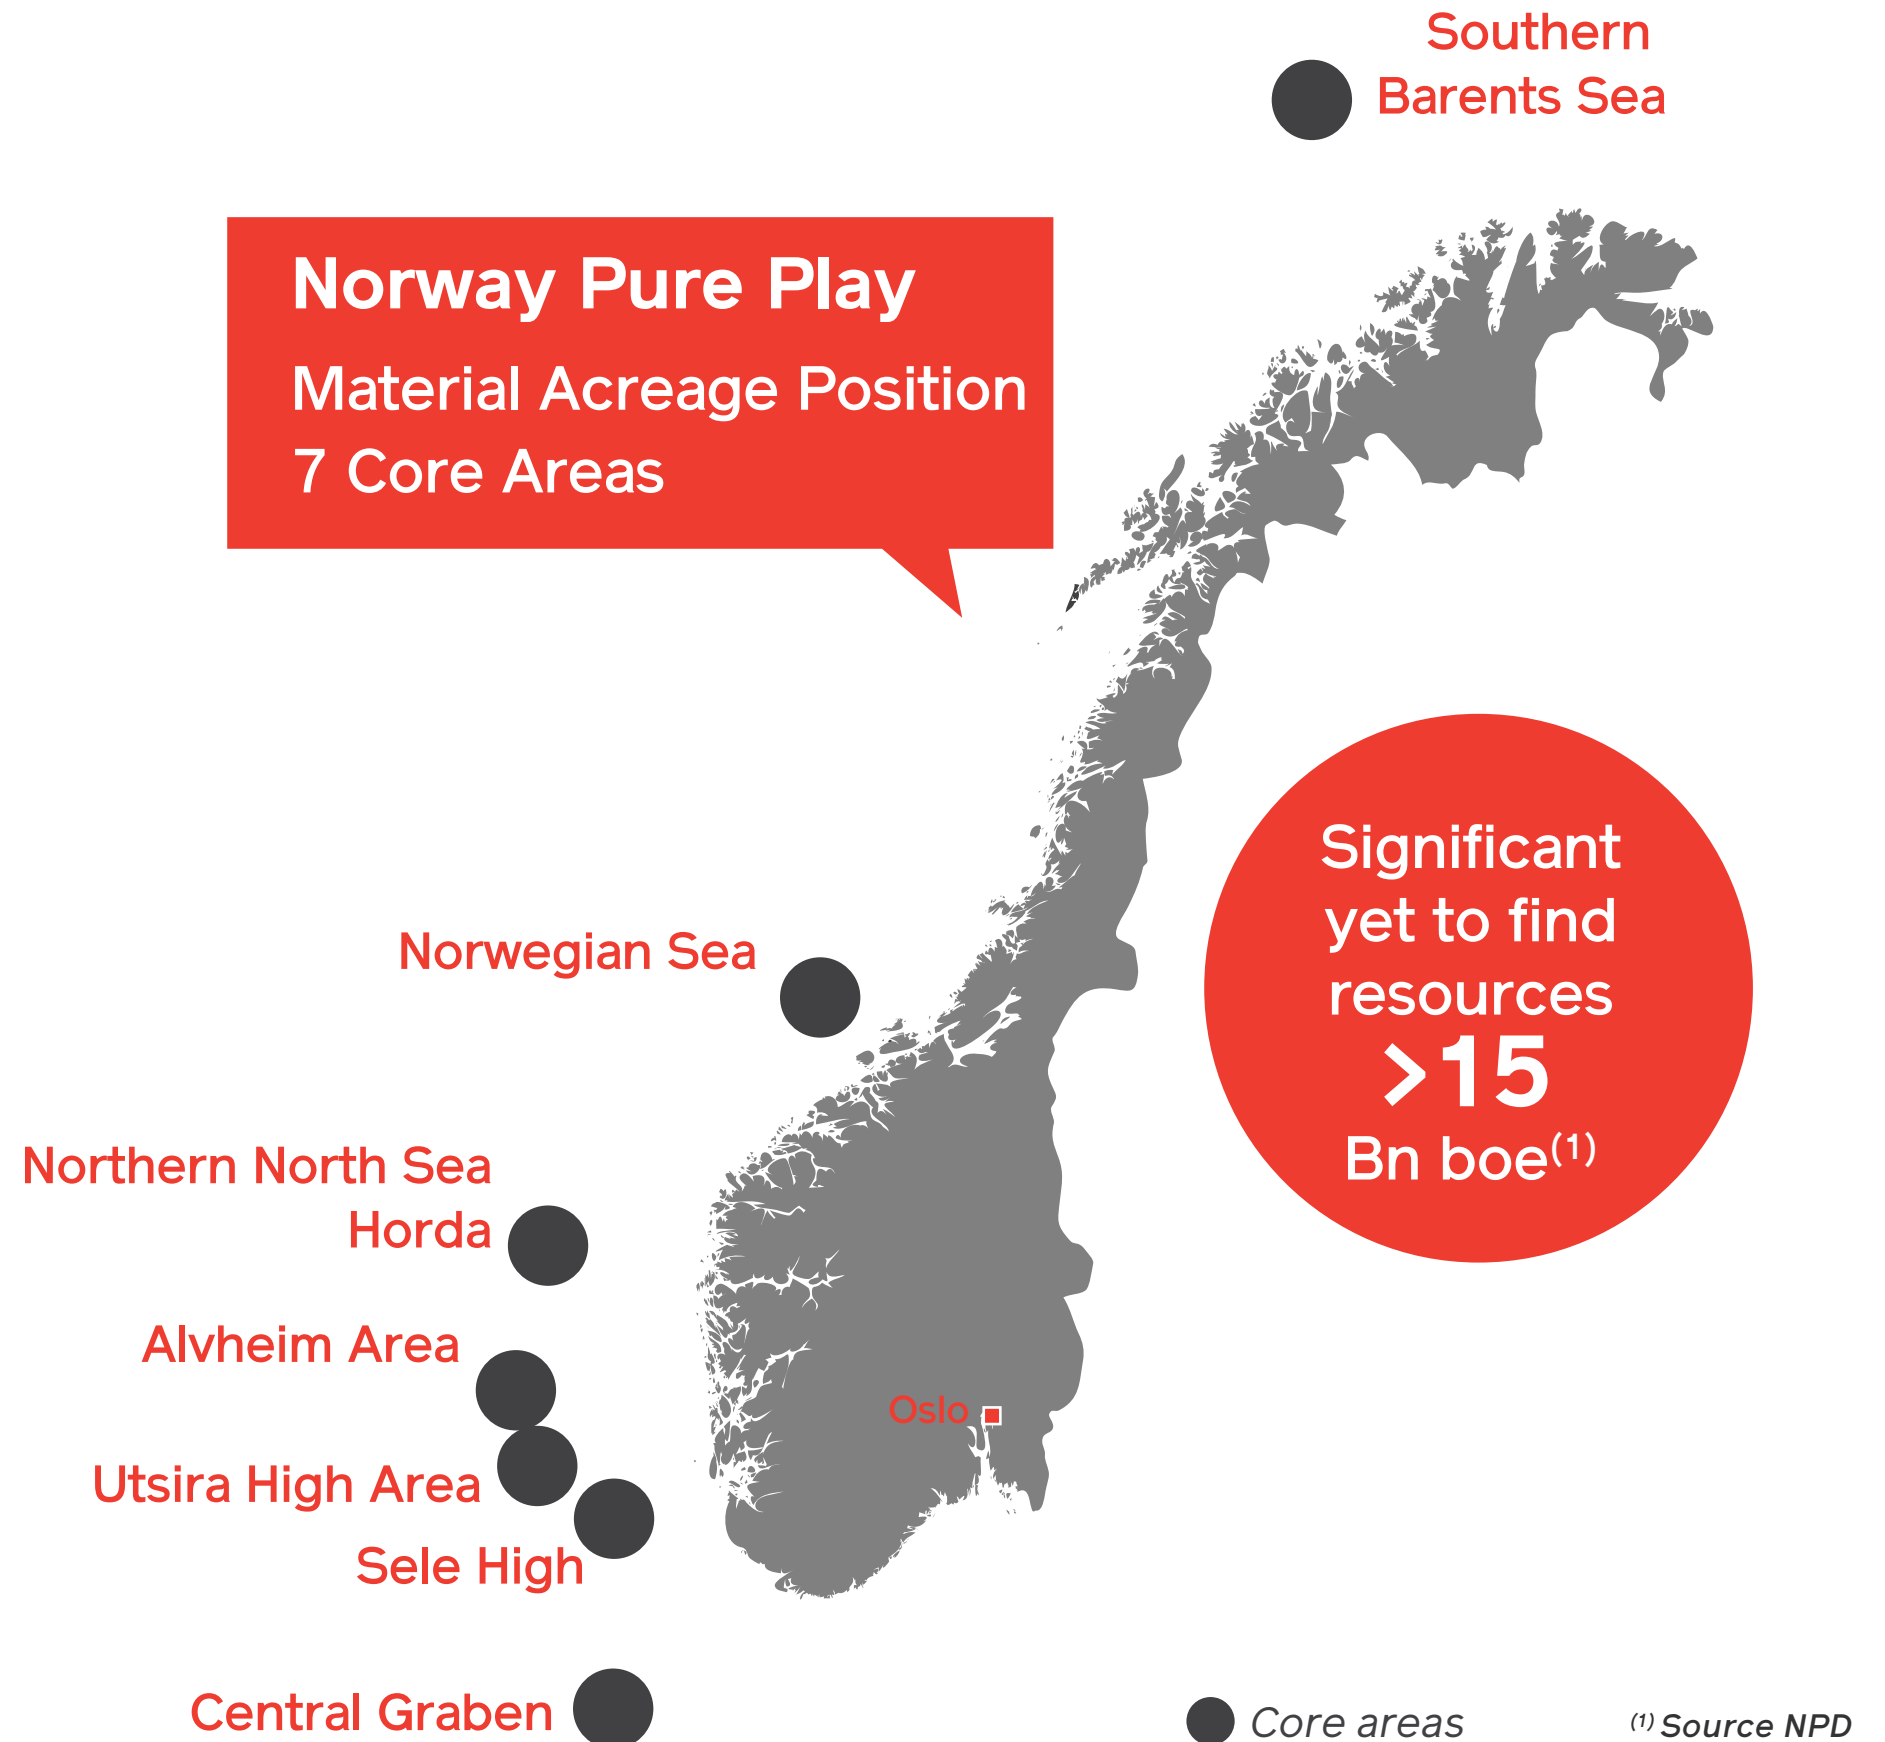 Southern
Barents Sea
Norway Pure Play
Material Acreage Position
7 Core Areas
Significant
yet to find
resources
>15
Bn boe(1)
Norwegian Sea
Northern North Sea
Horda
Alvheim Area
Oslo
Utsira High Area
Sele High
Central Graben
Core areas
(1) Source NPD